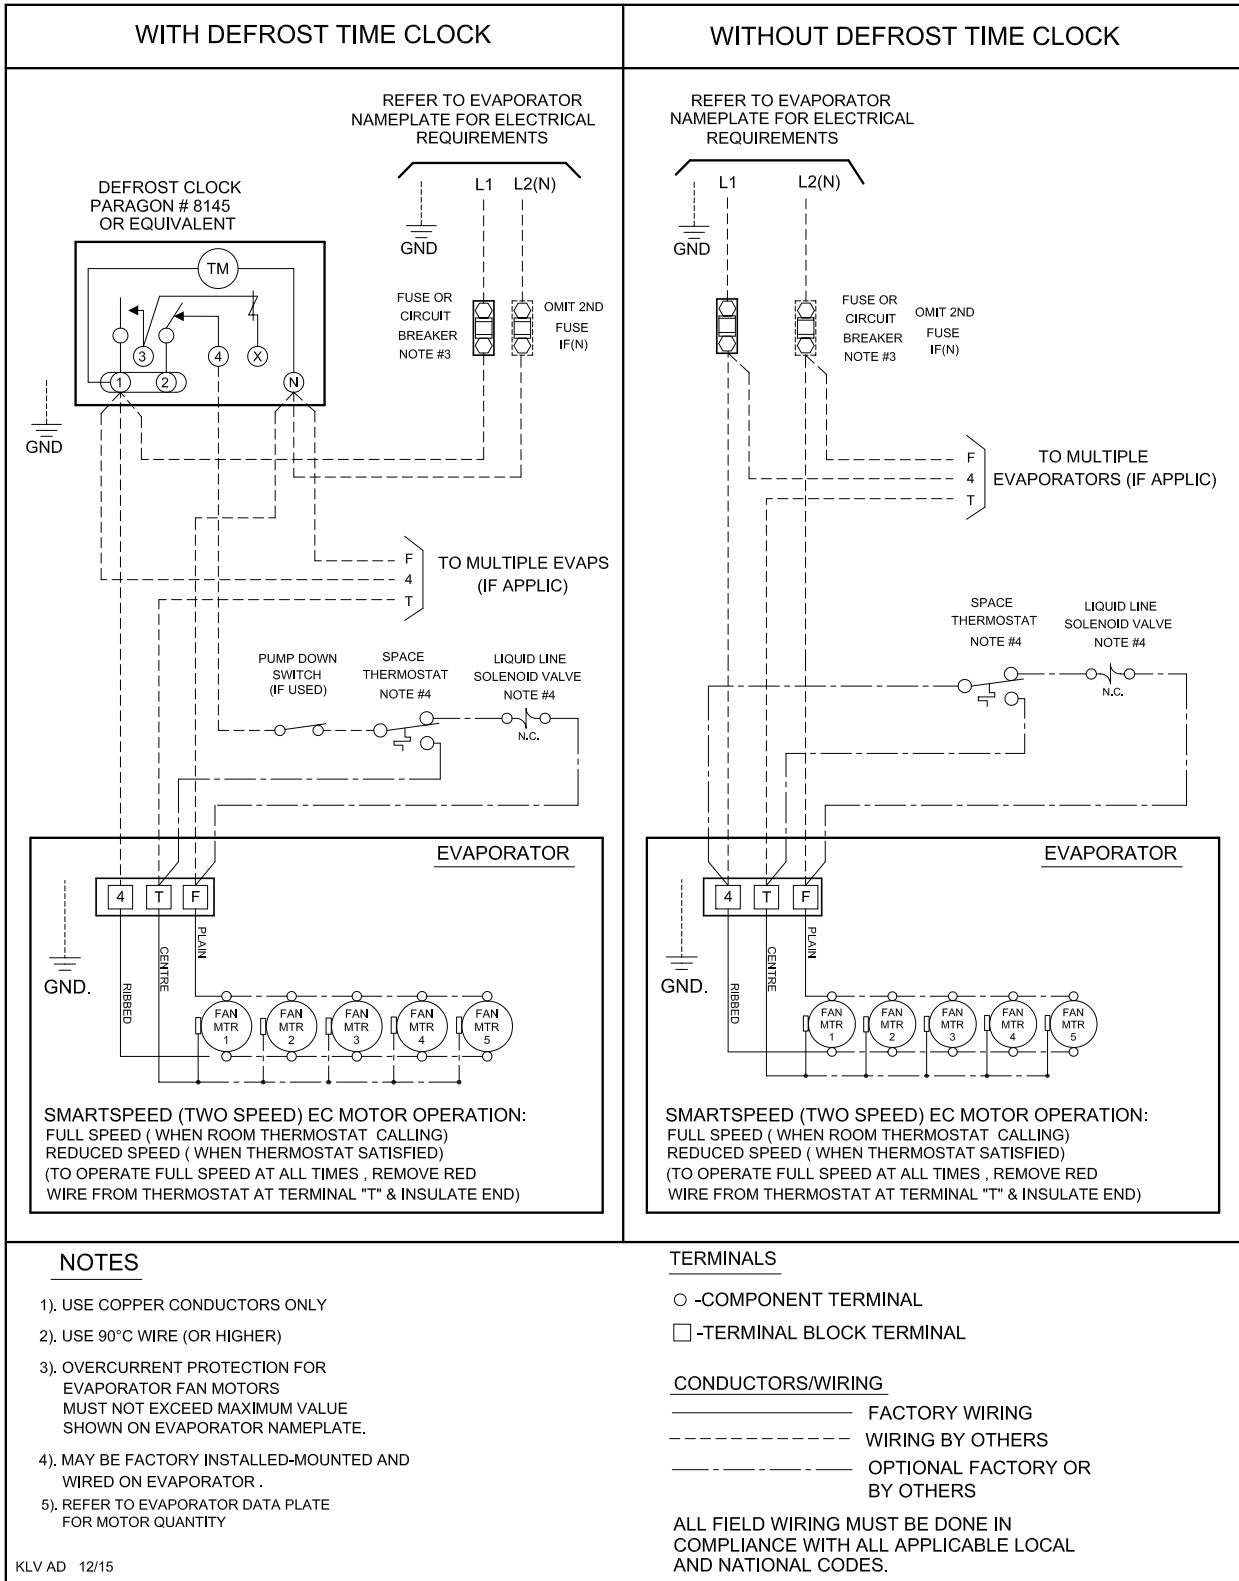 WITH DEFROST TIME CLOCK
REFER TO EVAPORATOR
NAMEPLATE FOR ELECTRICAL
REQUIREMENTS
L1 L2(N)
GND
DEFROST CLOCK
PARAGON # 8145
OR EQUIVALENT
TM
3 4 X
1 2 N
GND
FUSE OR
CIRCUIT
BREAKER
NOTE #3
OMIT 2ND
FUSE
IF(N)
F
4
T
TO MULTIPLE EVAPS
(IF APPLIC)
PUMP DOWN
SWITCH
(IF USED)
SPACE
THERMOSTAT
NOTE #4
LIQUID LINE
SOLENOID VALVE
NOTE #4
N.C.
EVAPORATOR
4 T F
GND.
RIBBED
CENTRE
PLAIN
FAN
MTR
1
FAN
MTR
2
FAN
MTR
3
FAN
MTR
4
FAN
MTR
5
SMARTSPEED (TWO SPEED) EC MOTOR OPERATION:
FULL SPEED ( WHEN ROOM THERMOSTAT CALLING)
REDUCED SPEED ( WHEN THERMOSTAT SATISFIED)
(TO OPERATE FULL SPEED AT ALL TIMES , REMOVE RED
WIRE FROM THERMOSTAT AT TERMINAL "T" & INSULATE END)
WITHOUT DEFROST TIME CLOCK
REFER TO EVAPORATOR
NAMEPLATE FOR ELECTRICAL
REQUIREMENTS
L1 L2(N)
GND
FUSE OR
CIRCUIT
BREAKER
NOTE #3
OMIT 2ND
FUSE
IF(N)
F
4
T
TO MULTIPLE
EVAPORATORS (IF APPLIC)
SPACE
THERMOSTAT
NOTE #4
LIQUID LINE
SOLENOID VALVE
NOTE #4
N.C.
EVAPORATOR
4 T F
GND.
RIBBED
CENTRE
PLAIN
FAN
MTR
1
FAN
MTR
2
FAN
MTR
3
FAN
MTR
4
FAN
MTR
5
SMARTSPEED (TWO SPEED) EC MOTOR OPERATION:
FULL SPEED ( WHEN ROOM THERMOSTAT CALLING)
REDUCED SPEED ( WHEN THERMOSTAT SATISFIED)
(TO OPERATE FULL SPEED AT ALL TIMES , REMOVE RED
WIRE FROM THERMOSTAT AT TERMINAL "T" & INSULATE END)
NOTES
1). USE COPPER CONDUCTORS ONLY
2). USE 90°C WIRE (OR HIGHER)
3). OVERCURRENT PROTECTION FOR
EVAPORATOR FAN MOTORS
MUST NOT EXCEED MAXIMUM VALUE
SHOWN ON EVAPORATOR NAMEPLATE.
4). MAY BE FACTORY INSTALLED-MOUNTED AND
WIRED ON EVAPORATOR .
5). REFER TO EVAPORATOR DATA PLATE
FOR MOTOR QUANTITY
KLV AD 12/15
TERMINALS
-COMPONENT TERMINAL
-TERMINAL BLOCK TERMINAL
CONDUCTORS/WIRING
FACTORY WIRING
WIRING BY OTHERS
OPTIONAL FACTORY OR
BY OTHERS
ALL FIELD WIRING MUST BE DONE IN
COMPLIANCE WITH ALL APPLICABLE LOCAL
AND NATIONAL CODES.